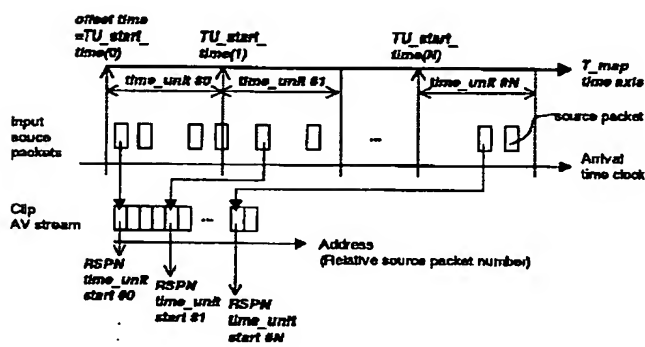 offset time
=TU_start_
time(0)
TU_start_
time(1)
TU_start_
time(N)
T_map
time axis
time_unit #0
time_unit #1
time_unit #N
source packet
Input
souce
packets
...
Arrival
time clock
Clip
AV stream
...
Address
(Relative source packet number)
RSPN
time_unit
start #0
RSPN
time_unit
start #1
RSPN
time_unit
start #N